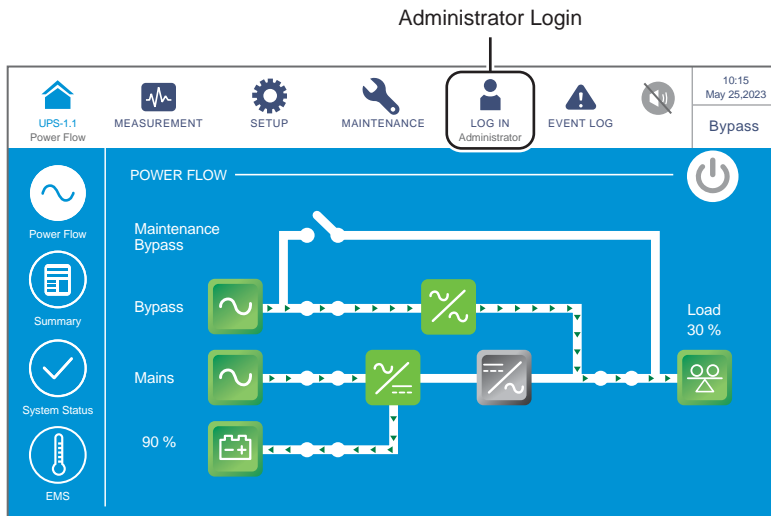 Administrator Login
UPS-1.1
Power Flow
MEASUREMENT
SETUP
MAINTENANCE
LOG IN
Administrator
EVENT LOG
10:15
May 25,2023
Bypass
Power Flow
Summary
System Status
EMS
POWER FLOW
Maintenance
Bypass
Bypass
Mains
90 %
Load
30 %